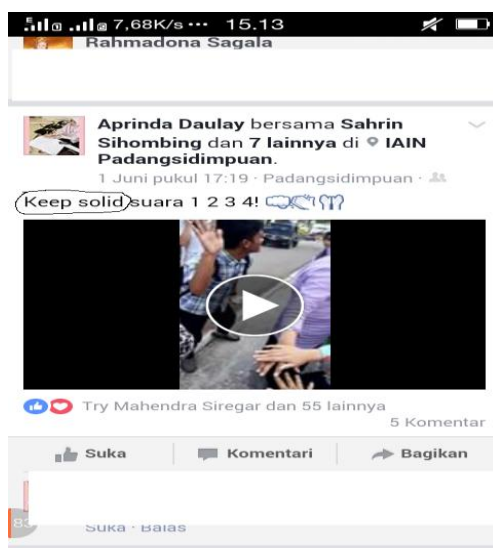 7,68K/s ··· 15.13
Rahmadona Sagala
Aprinda Daulay bersama Sahrin
Sihombing dan 7 lainnya di IAIN
Padangsidimpuan.
1 Juni pukul 17:19 · Padangsidimpuan ·
Keep solid suara 1 2 3 4!
Try Mahendra Siregar dan 55 lainnya
5 Komentar
Suka Komentari Bagikan
83
Suka · Balas